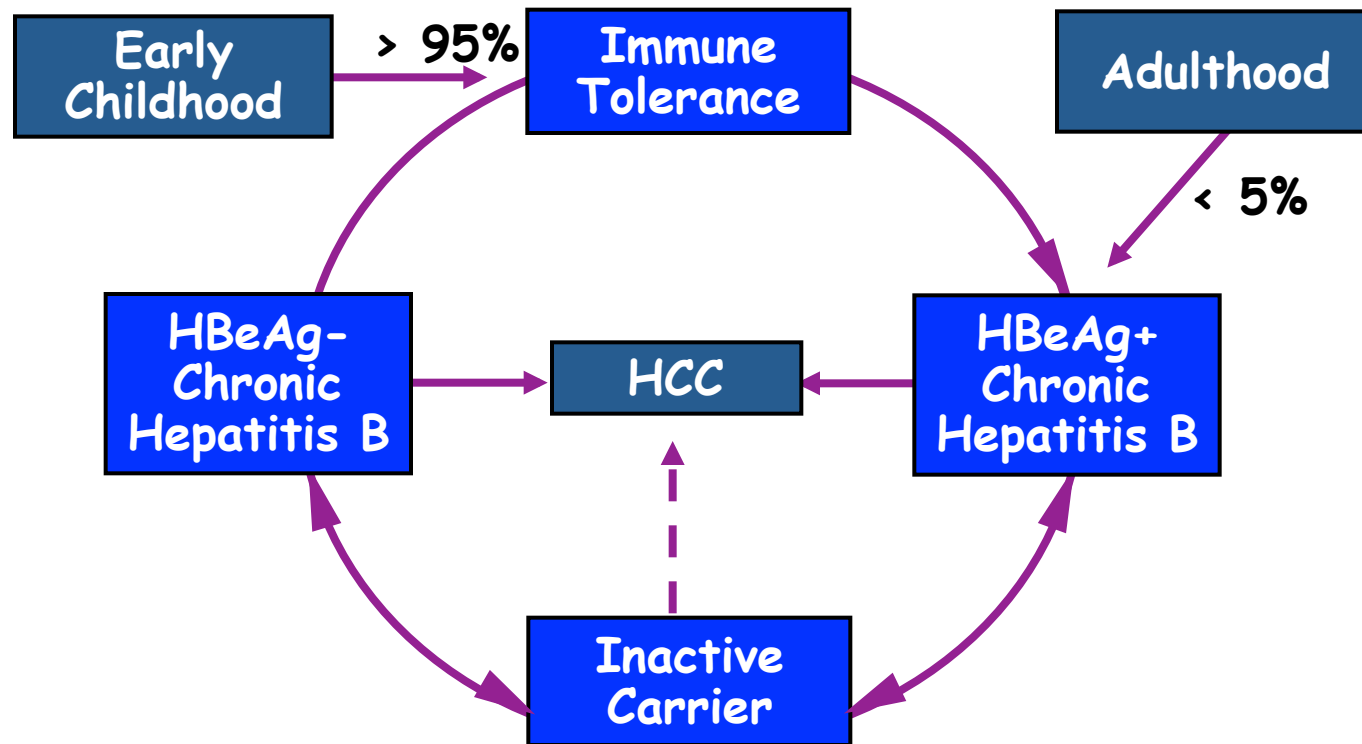 Early
Childhood
> 95%
Immune
Tolerance
Adulthood
< 5%
HBeAg-
Chronic
Hepatitis B
HCC
HBeAg+
Chronic
Hepatitis B
Inactive
Carrier